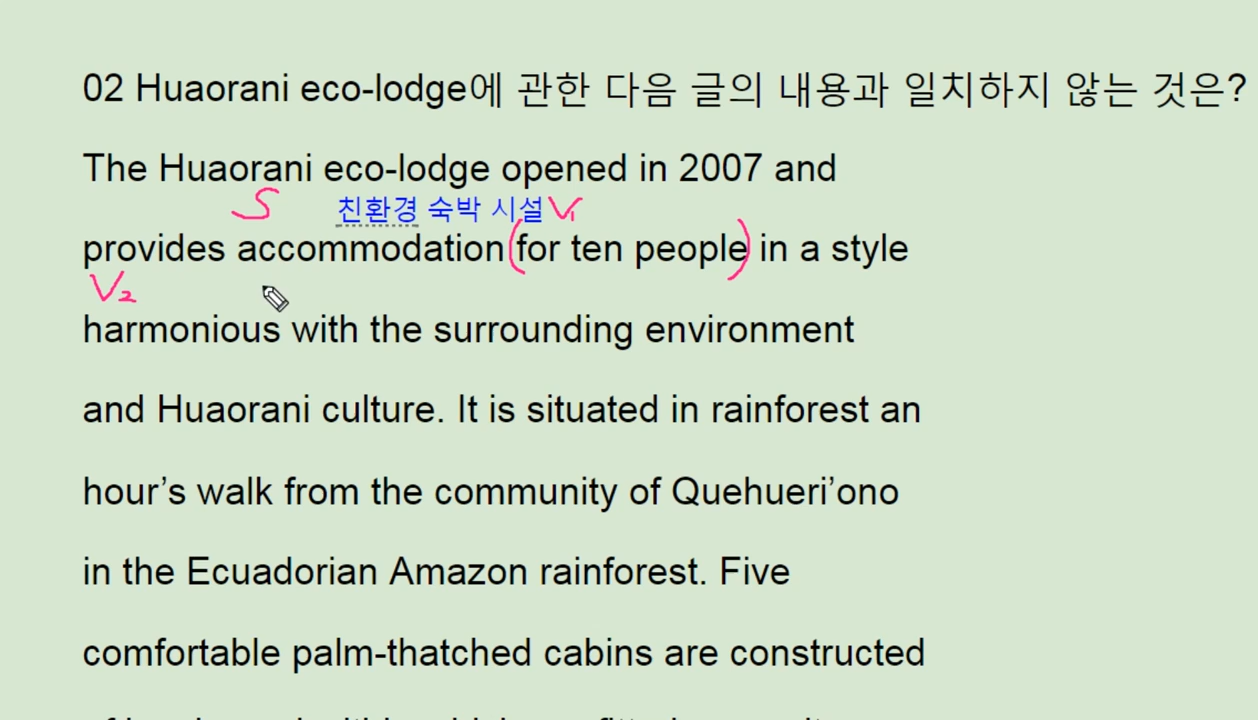 02 Huaorani eco-lodge에 관한 다음 글의 내용과 일치하지 않는 것은?
The Huaorani eco-lodge opened in 2007 and
S 친환경 숙박 시설 V₁
provides accommodation (for ten people) in a style
V₂
harmonious with the surrounding environment
and Huaorani culture. It is situated in rainforest an
hour’s walk from the community of Quehueri’ono
in the Ecuadorian Amazon rainforest. Five
comfortable palm-thatched cabins are constructed